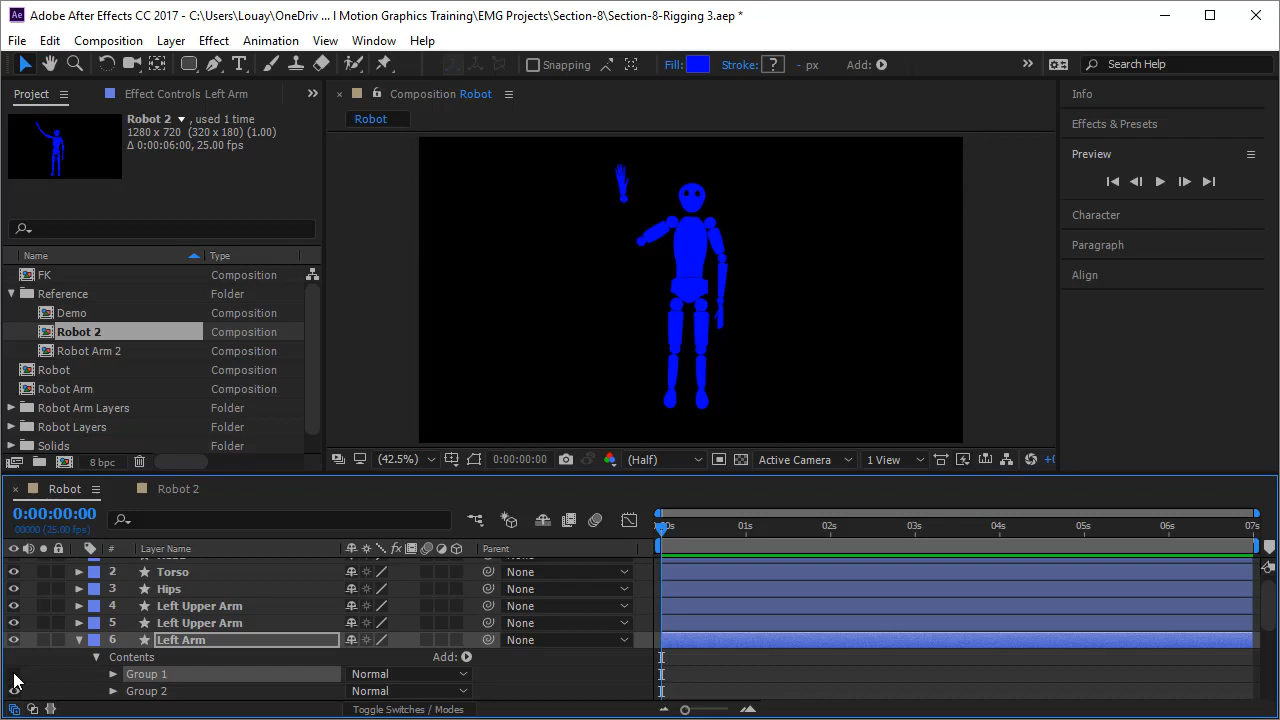 Adobe After Effects CC 2017 - C:\Users\Louay\OneDriv ... l Motion Graphics Training\EMG Projects\Section-8\Section-8-Rigging 3.aep *
File Edit Composition Layer Effect Animation View Window Help
Snapping Fill: Stroke: ? - px Add: Search Help
Project Effect Controls Left Arm
Robot 2 , used 1 time
1280 x 720 (320 x 180) (1.00)
Δ 0:00:06:00, 25.00 fps
Name Type
FK Composition
Reference Folder
Demo Composition
Robot 2 Composition
Robot Arm 2 Composition
Robot Composition
Robot Arm Composition
Robot Arm Layers Folder
Robot Layers Folder
Solids Folder
8 bpc
Composition Robot
Robot
(42.5%) 0:00:00:00 (Half) Active Camera 1 View +0
Info
Effects & Presets
Preview
Character
Paragraph
Align
Robot Robot 2
0:00:00:00
00000 (25.00 fps)
01s 02s 03s 04s 05s 06s 07s
# Layer Name Parent
2 Torso None
3 Hips None
4 Left Upper Arm None
5 Left Upper Arm None
6 Left Arm None
Contents Add:
Group 1 Normal
Group 2 Normal
Toggle Switches / Modes